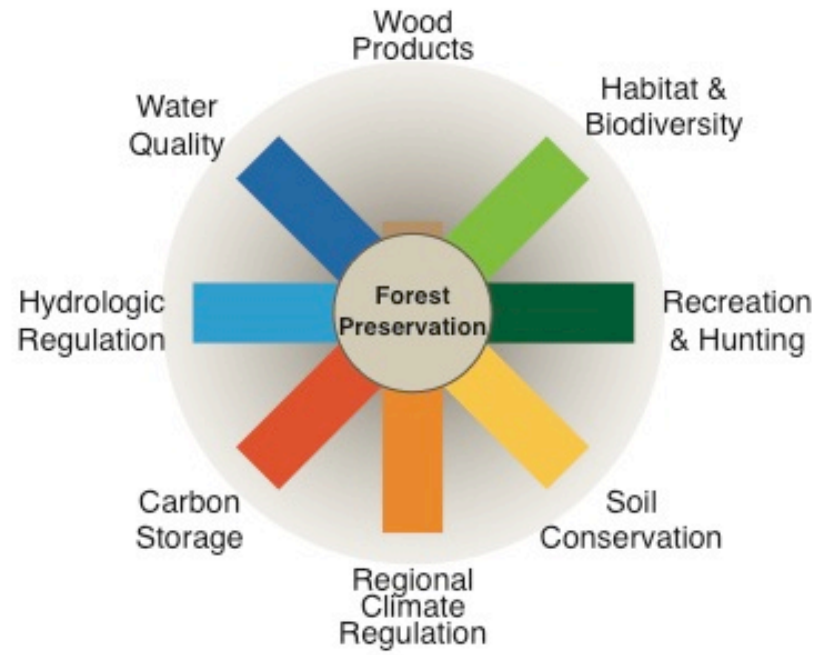 Wood
Products
Habitat &
Biodiversity
Water
Quality
Forest
Preservation
Hydrologic
Regulation
Recreation
& Hunting
Carbon
Storage
Soil
Conservation
Regional
Climate
Regulation